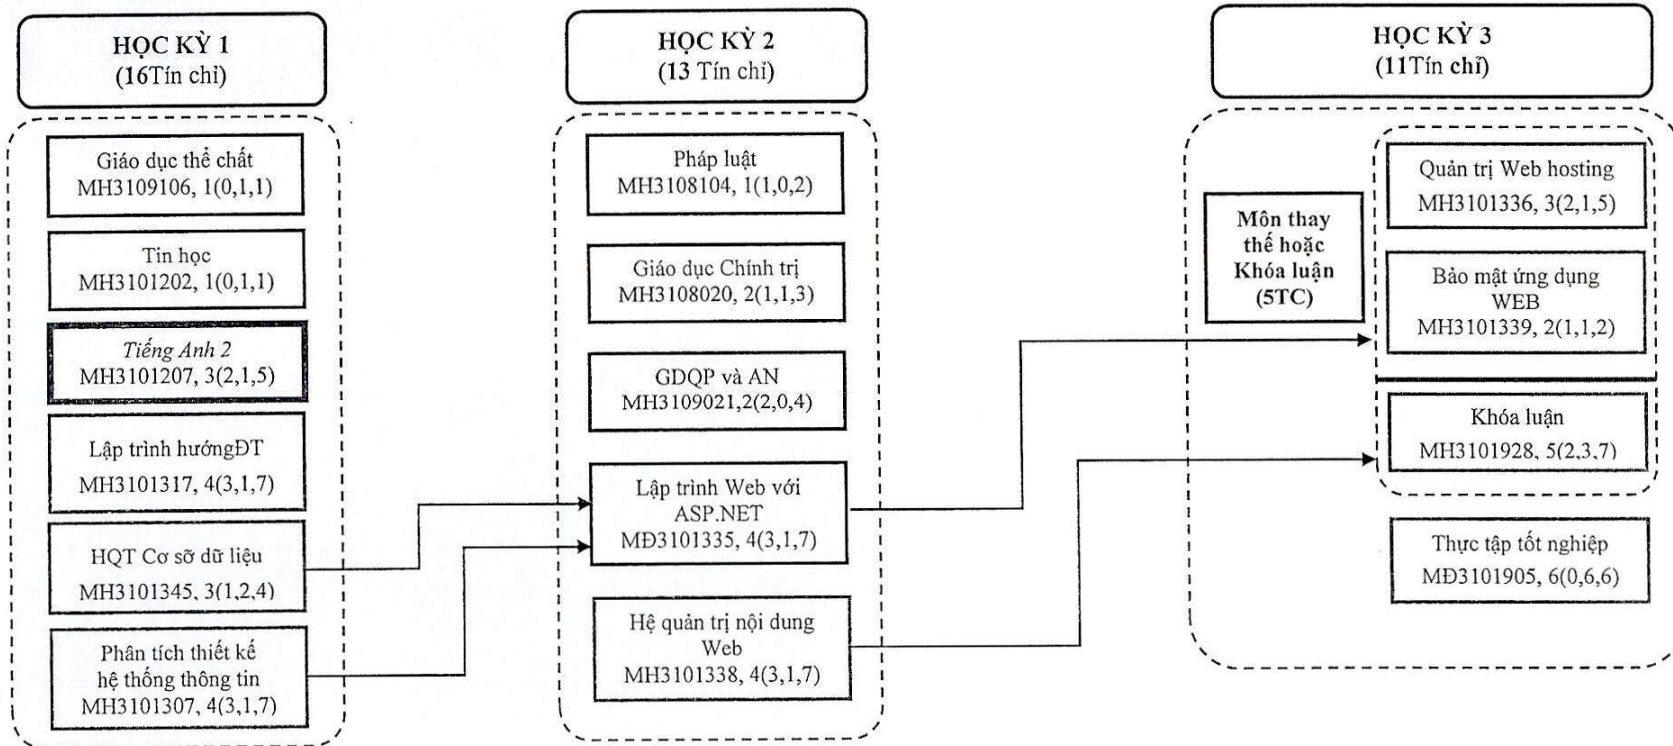 HỌC KỲ 1
(16Tín chỉ)
Giáo dục thể chất
MH3109106, 1(0,1,1)
Tin học
MH3101202, 1(0,1,1)
Tiếng Anh 2
MH3101207, 3(2,1,5)
Lập trình hướngĐT
MH3101317, 4(3,1,7)
HQT Cơ sỡ dữ liệu
MH3101345, 3(1,2,4)
Phân tích thiết kế
hệ thống thông tin
MH3101307, 4(3,1,7)
HỌC KỲ 2
(13 Tín chỉ)
Pháp luật
MH3108104, 1(1,0,2)
Giáo dục Chính trị
MH3108020, 2(1,1,3)
GDQP và AN
MH3109021,2(2,0,4)
Lập trình Web với
ASP.NET
MĐ3101335, 4(3,1,7)
Hệ quản trị nội dung
Web
MH3101338, 4(3,1,7)
HỌC KỲ 3
(11Tín chỉ)
Môn thay
thế hoặc
Khóa luận
(5TC)
Quản trị Web hosting
MH3101336, 3(2,1,5)
Bảo mật ứng dụng
WEB
MH3101339, 2(1,1,2)
Khóa luận
MH3101928, 5(2,3,7)
Thực tập tốt nghiệp
MĐ3101905, 6(0,6,6)